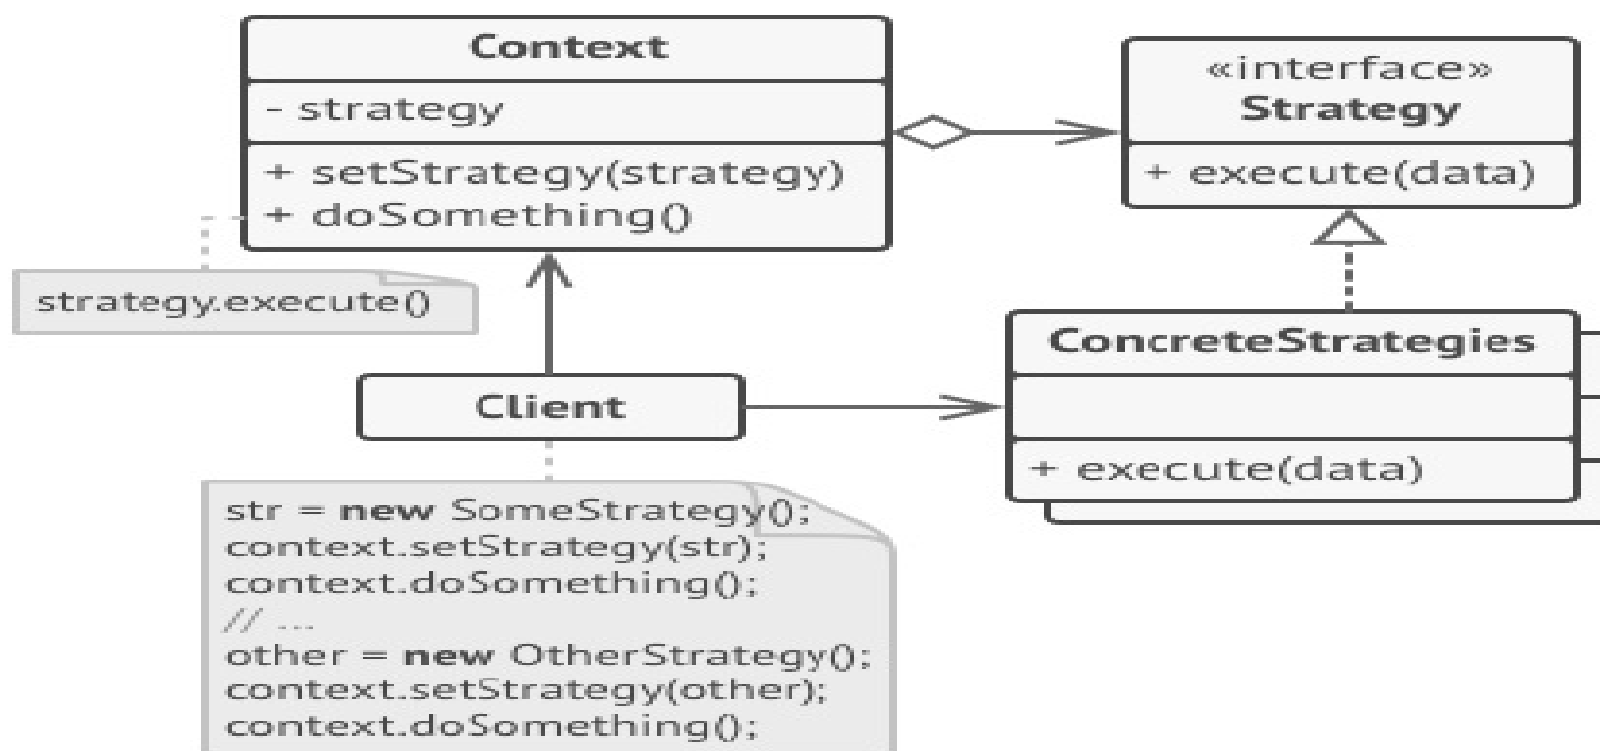 Context
- strategy
+ setStrategy(strategy)
+ doSomething()
«interface»
Strategy
+ execute(data)
strategy.execute()
Client
ConcreteStrategies
+ execute(data)
str = new SomeStrategy();
context.setStrategy(str);
context.doSomething();
// ...
other = new OtherStrategy();
context.setStrategy(other);
context.doSomething();